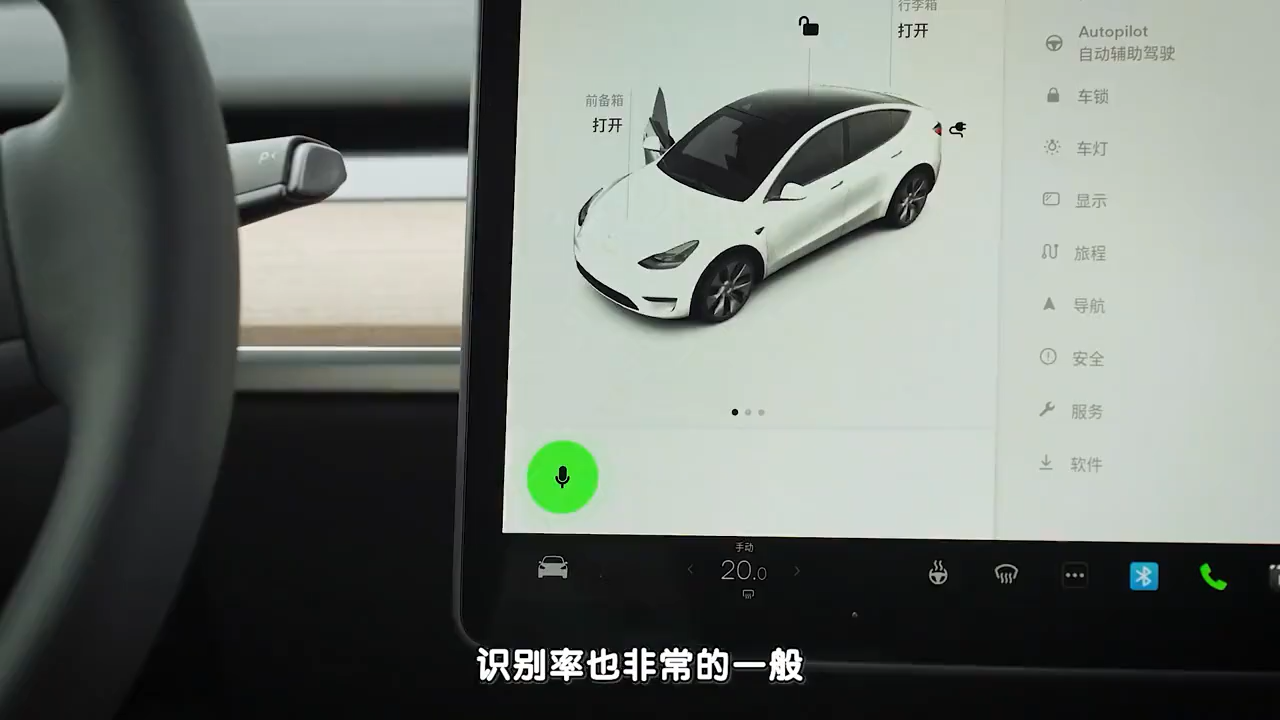 行李箱
打开
前备箱
打开
Autopilot
自动辅助驾驶
车锁
车灯
显示
旅程
导航
安全
服务
软件
手动
20.0
识别率也非常的一般